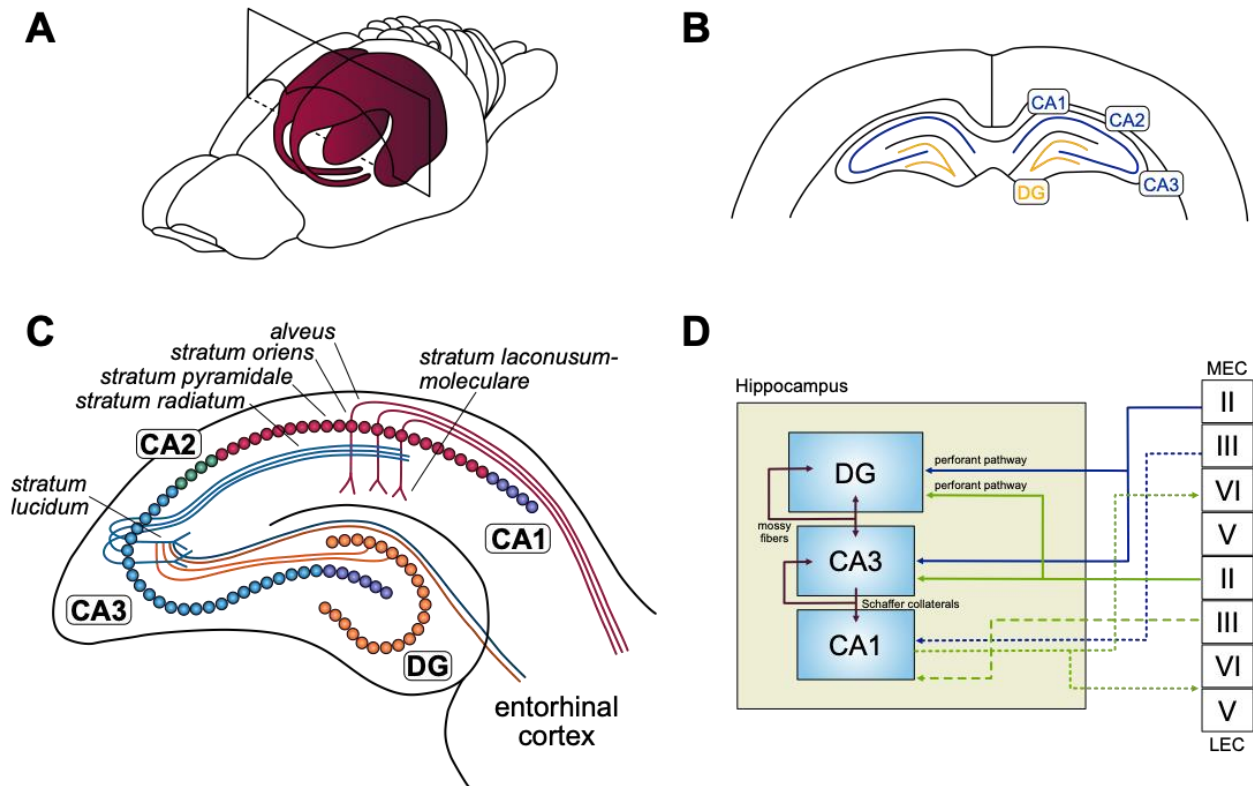 A
B
CA1
CA2
CA3
DG
C
alveus
stratum oriens
stratum pyramidale
stratum radiatum
stratum laconusum-
moleculare
CA2
stratum
lucidum
CA1
CA3
DG
entorhinal
cortex
D
MEC
Hippocampus
II
III
VI
V
II
III
VI
V
LEC
DG
perforant pathway
perforant pathway
mossy
fibers
CA3
Schaffer collaterals
CA1